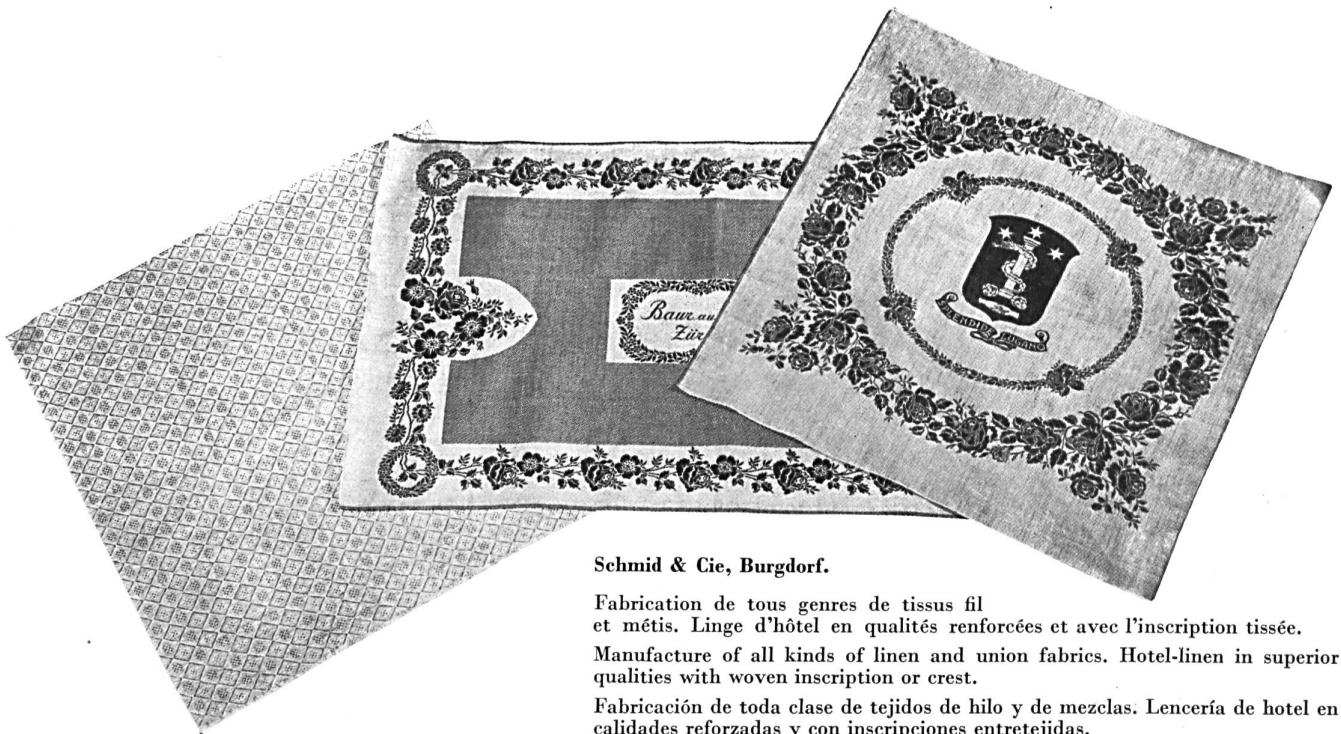 Baur au
Zür
Schmid & Cie, Burgdorf.
Fabrication de tous genres de tissus fil
et métis. Linge d'hôtel en qualités renforcées et avec l'inscription tissée.
Manufacture of all kinds of linen and union fabrics. Hotel-linen in superior
qualities with woven inscription or crest.
Fabricación de toda clase de tejidos de hilo y de mezclas. Lencería de hotel en
calidades reforzadas y con inscripciones entretejidas.